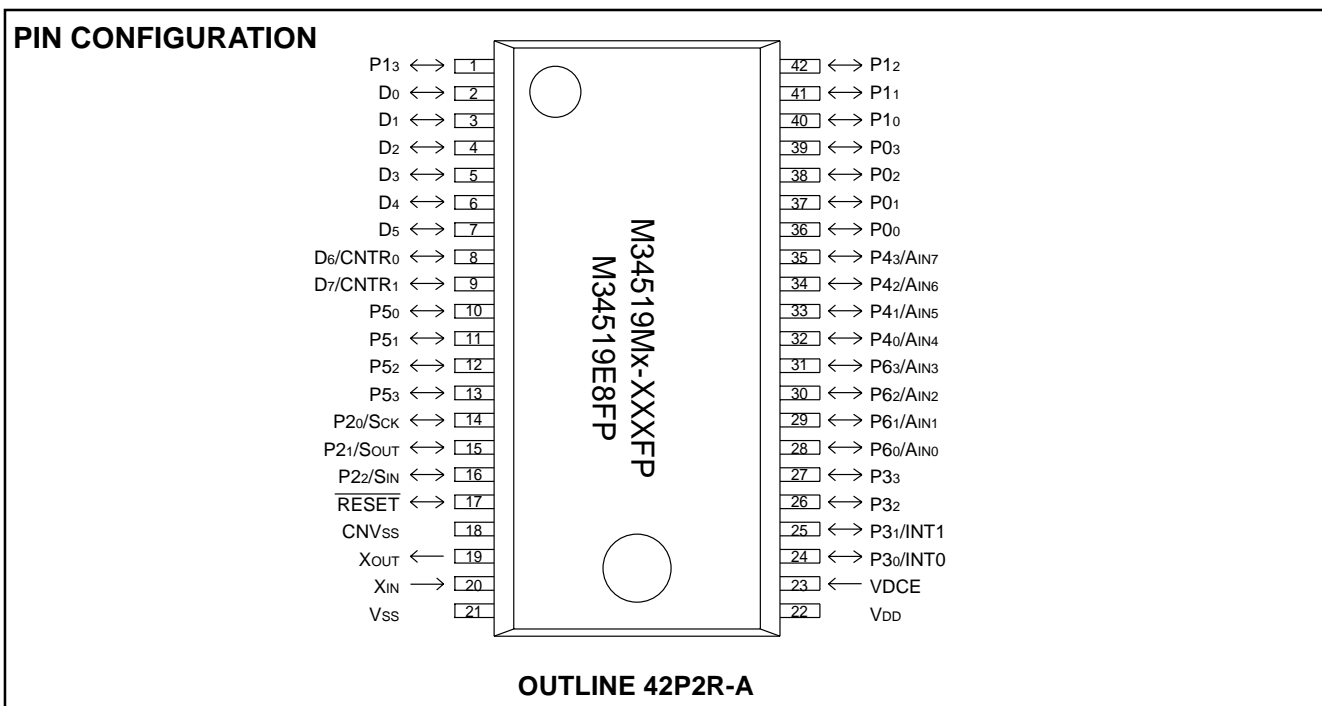 PIN CONFIGURATION
P13 1 42 P12
D0 2 41 P11
D1 3 40 P10
D2 4 39 P03
D3 5 38 P02
D4 6 37 P01
D5 7 36 P00
D6/CNTR0 8 35 P43/AIN7
D7/CNTR1 9 34 P42/AIN6
P50 10 33 P41/AIN5
P51 11 32 P40/AIN4
P52 12 31 P63/AIN3
P53 13 30 P62/AIN2
P20/SCK 14 29 P61/AIN1
P21/SOUT 15 28 P60/AIN0
P22/SIN 16 27 P33
RESET 17 26 P32
CNVSS 18 25 P31/INT1
XOUT 19 24 P30/INT0
XIN 20 23 VDCE
VSS 21 22 VDD
M34519Mx-XXXFP
M34519E8FP
OUTLINE 42P2R-A